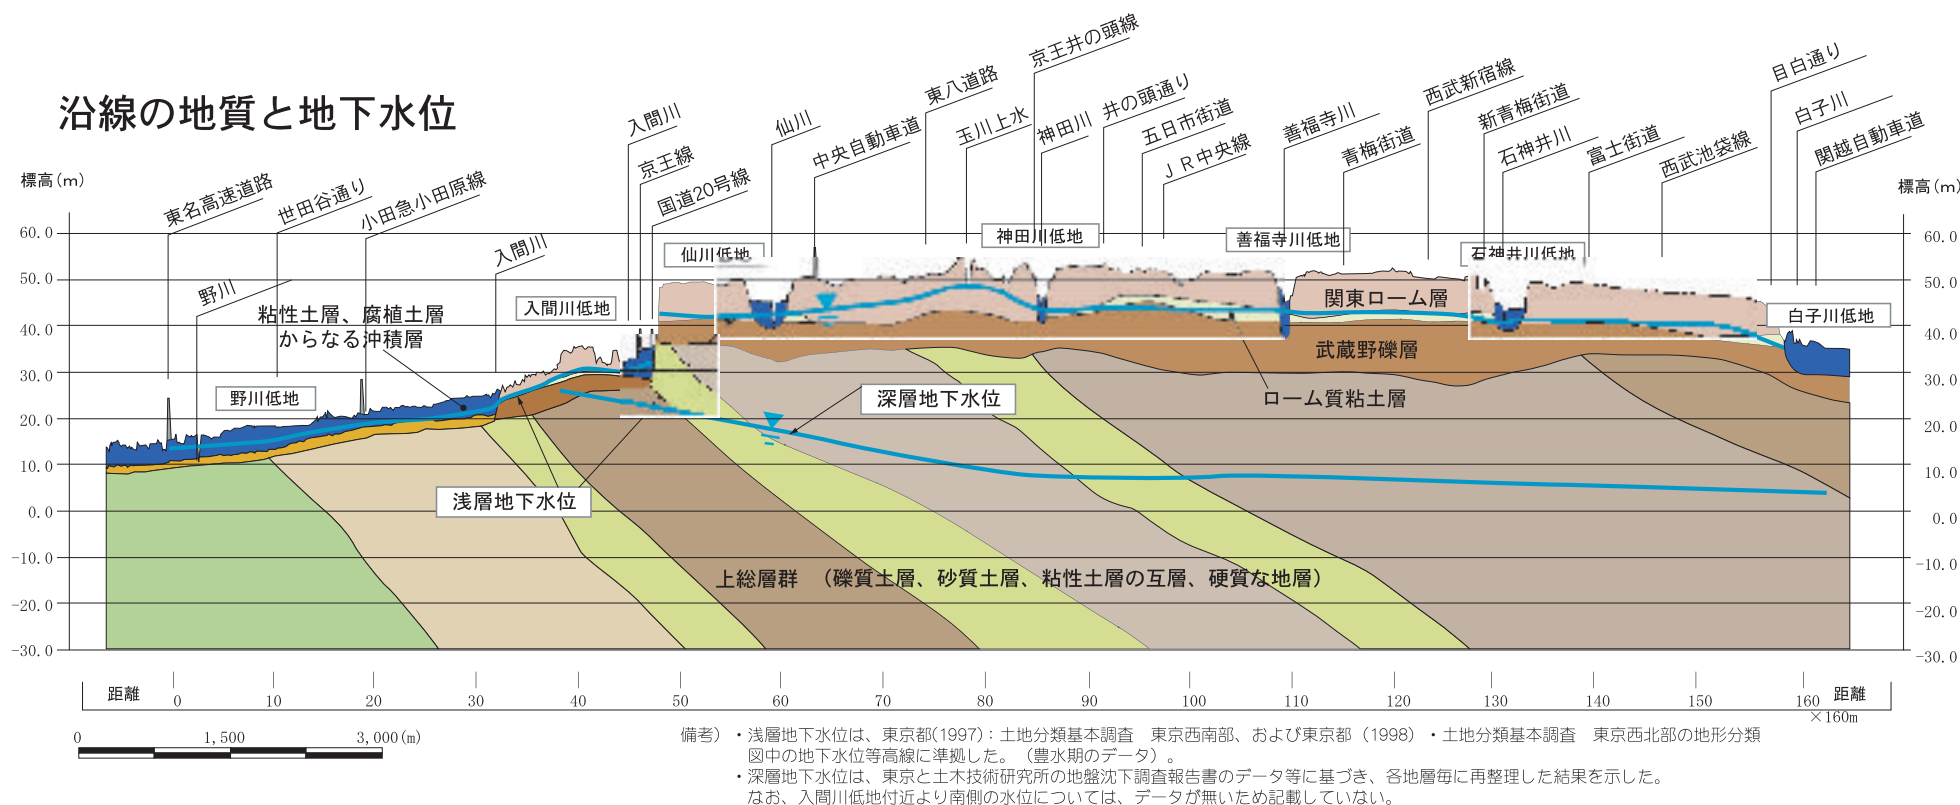 沿線の地質と地下水位
標高(m)
標高(m)
東名高速道路
野川
世田谷通り
小田急小田原線
入間川
入間川
京王線
国道20号線
仙川
中央自動車道
東八道路
玉川上水
京王井の頭線
神田川
井の頭通り
五日市街道
JR中央線
善福寺川
青梅街道
西武新宿線
新青梅街道
石神井川
富士街道
西武池袋線
目白通り
白子川
関越自動車道
60.0
50.0
40.0
30.0
20.0
10.0
0.0
-10.0
-20.0
-30.0
60.0
50.0
40.0
30.0
20.0
10.0
0.0
-10.0
-20.0
-30.0
仙川低地
神田川低地
善福寺川低地
石神井川低地
入間川低地
白子川低地
野川低地
粘性土層、腐植土層
からなる沖積層
関東ローム層
武蔵野礫層
ローム質粘土層
深層地下水位
浅層地下水位
上総層群 (礫質土層、砂質土層、粘性土層の互層、硬質な地層)
距離 0 10 20 30 40 50 60 70 80 90 100 110 120 130 140 150 160 距離
×160m
0 1,500 3,000(m)
備考)・浅層地下水位は、東京都(1997):土地分類基本調査 東京西南部、および東京都(1998)・土地分類基本調査 東京西北部の地形分類
図中の地下水位等高線に準拠した。(豊水期のデータ)。
・深層地下水位は、東京と土木技術研究所の地盤沈下調査報告書のデータ等に基づき、各地層毎に再整理した結果を示した。
なお、入間川低地付近より南側の水位については、データが無いため記載していない。